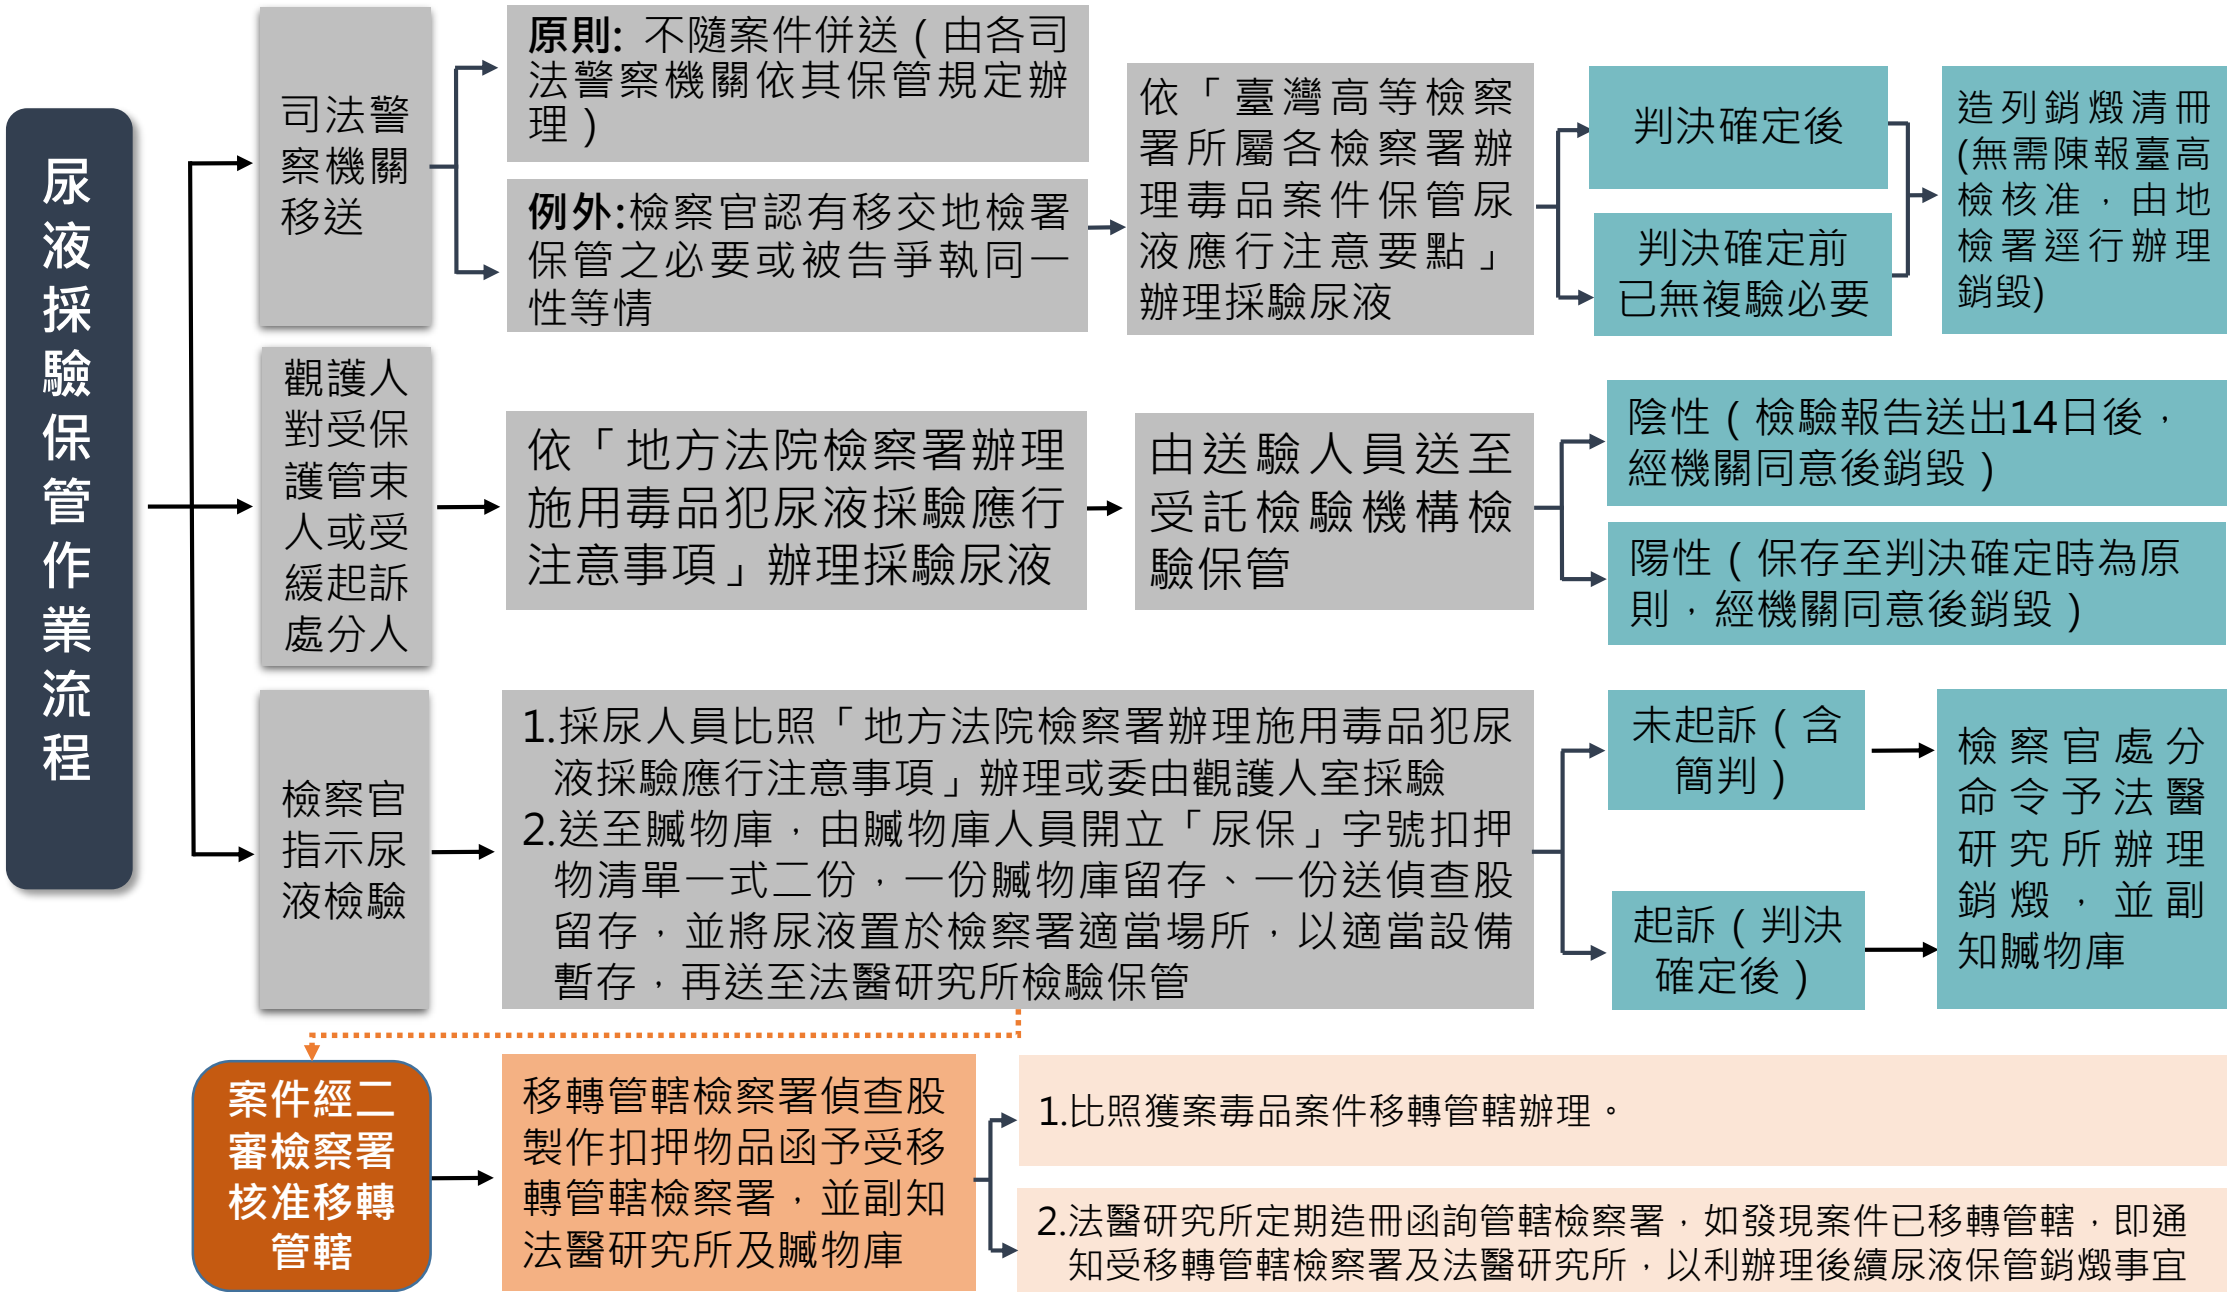 尿液採驗保管作業流程
司法警
察機關
移送
原則: 不隨案件併送（由各司
法警察機關依其保管規定辦
理）
例外:檢察官認有移交地檢署
保管之必要或被告爭執同一
性等情
依「臺灣高等檢察
署所屬各檢察署辦
理毒品案件保管尿
液應行注意要點」
辦理採驗尿液
判決確定後
判決確定前
已無複驗必要
造列銷燬清冊
(無需陳報臺高
檢核准，由地
檢署逕行辦理
銷毀)
觀護人
對受保
護管束
人或受
緩起訴
處分人
依「地方法院檢察署辦理
施用毒品犯尿液採驗應行
注意事項」辦理採驗尿液
由送驗人員送至
受託檢驗機構檢
驗保管
陰性（檢驗報告送出14日後，
經機關同意後銷毀）
陽性（保存至判決確定時為原
則，經機關同意後銷毀）
檢察官
指示尿
液檢驗
1.採尿人員比照「地方法院檢察署辦理施用毒品犯尿
液採驗應行注意事項」辦理或委由觀護人室採驗
2.送至贓物庫，由贓物庫人員開立「尿保」字號扣押
物清單一式二份，一份贓物庫留存、一份送偵查股
留存，並將尿液置於檢察署適當場所，以適當設備
暫存，再送至法醫研究所檢驗保管
未起訴（含
簡判）
起訴（判決
確定後）
檢察官處分
命令予法醫
研究所辦理
銷燬，並副
知贓物庫
案件經二
審檢察署
核准移轉
管轄
移轉管轄檢察署偵查股
製作扣押物品函予受移
轉管轄檢察署，並副知
法醫研究所及贓物庫
1.比照獲案毒品案件移轉管轄辦理。
2.法醫研究所定期造冊函詢管轄檢察署，如發現案件已移轉管轄，即通
知受移轉管轄檢察署及法醫研究所，以利辦理後續尿液保管銷燬事宜